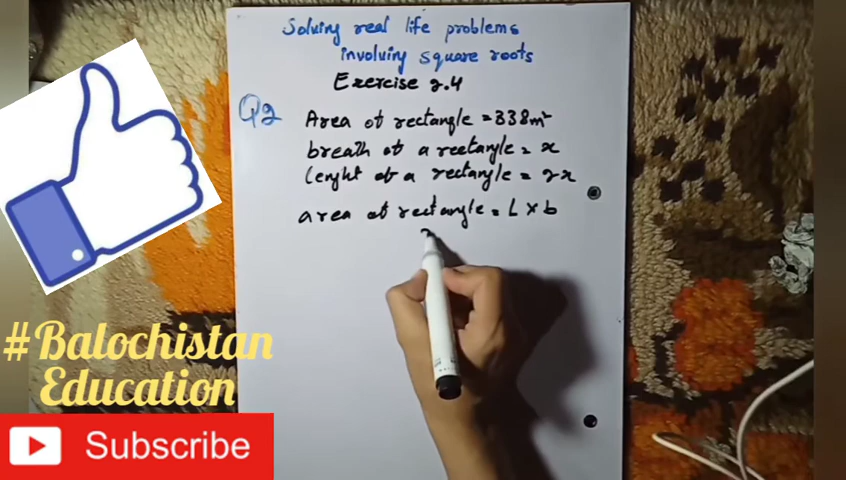 Solving real life problems
involving square roots
Exercise 2.4
Q2
Area of rectangle = 338m²
breath of a rectangle = x
lenght of a rectangle = 2x
area of rectangle = L x b
3
#Balochistan
Education
Subscribe